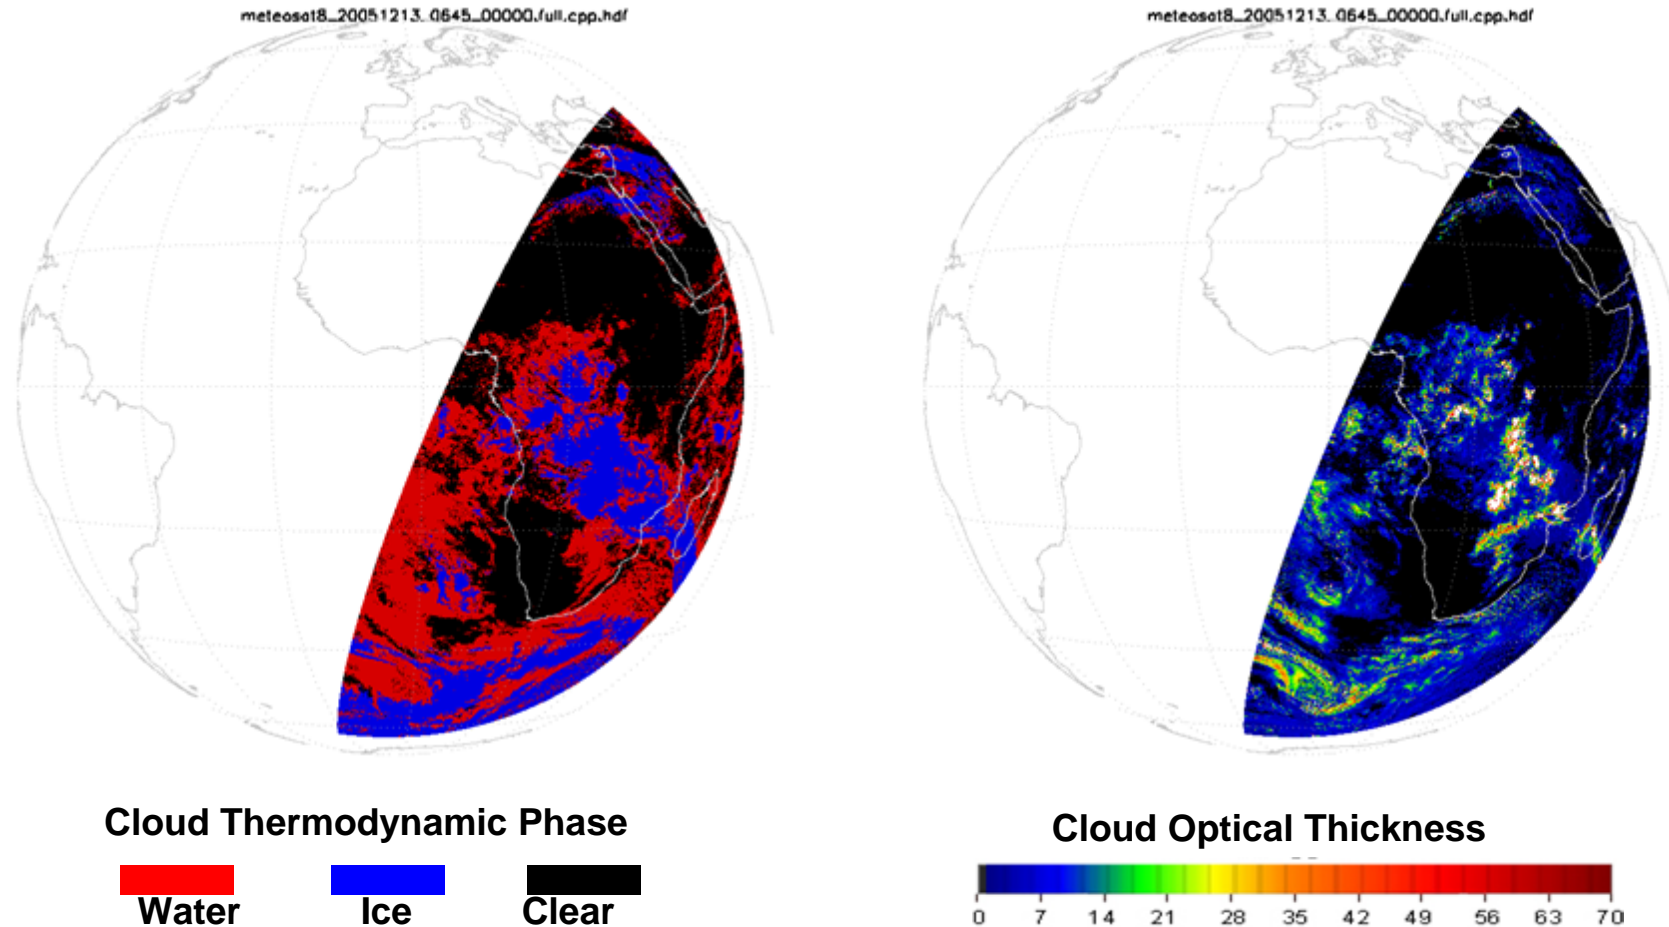 meteosat8_20051213_0645_00000.full.cpp.hdf
meteosat8_20051213_0645_00000.full.cpp.hdf
Cloud Thermodynamic Phase
Water Ice Clear
Cloud Optical Thickness
0 7 14 21 28 35 42 49 56 63 70